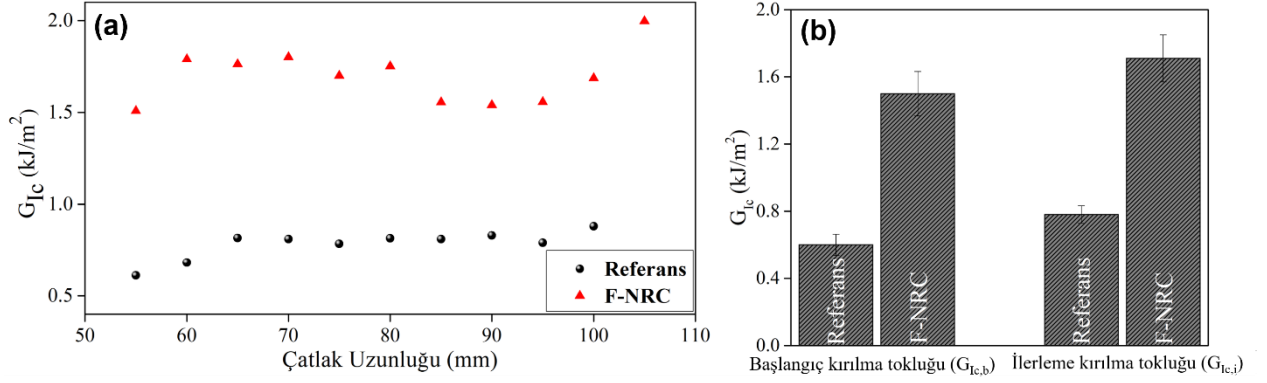 (a)
2.0
1.5
1.0
0.5
G_Ic (kJ/m²)
50 60 70 80 90 100 110
Çatlak Uzunluğu (mm)
Referans
F-NRC
(b)
2.0
1.6
1.2
0.8
0.4
0.0
G_Ic (kJ/m²)
Referans
F-NRC
Referans
F-NRC
Başlangıç kırılma tokluğu (G_Ic,b) İlerleme kırılma tokluğu (G_Ic,i)